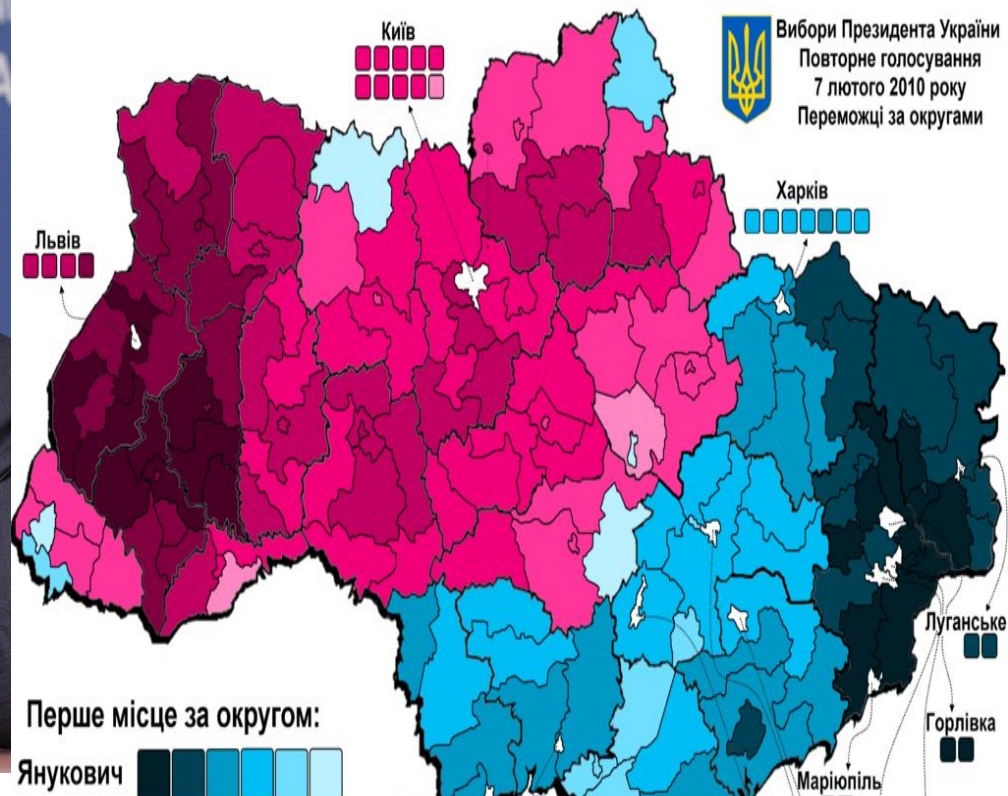 Київ
Вибори Президента України
Повторне голосування
7 лютого 2010 року
Переможці за округами
Харків
Львів
Луганське
Горлівка
Маріюпіль
Перше місце за округом:
Янукович